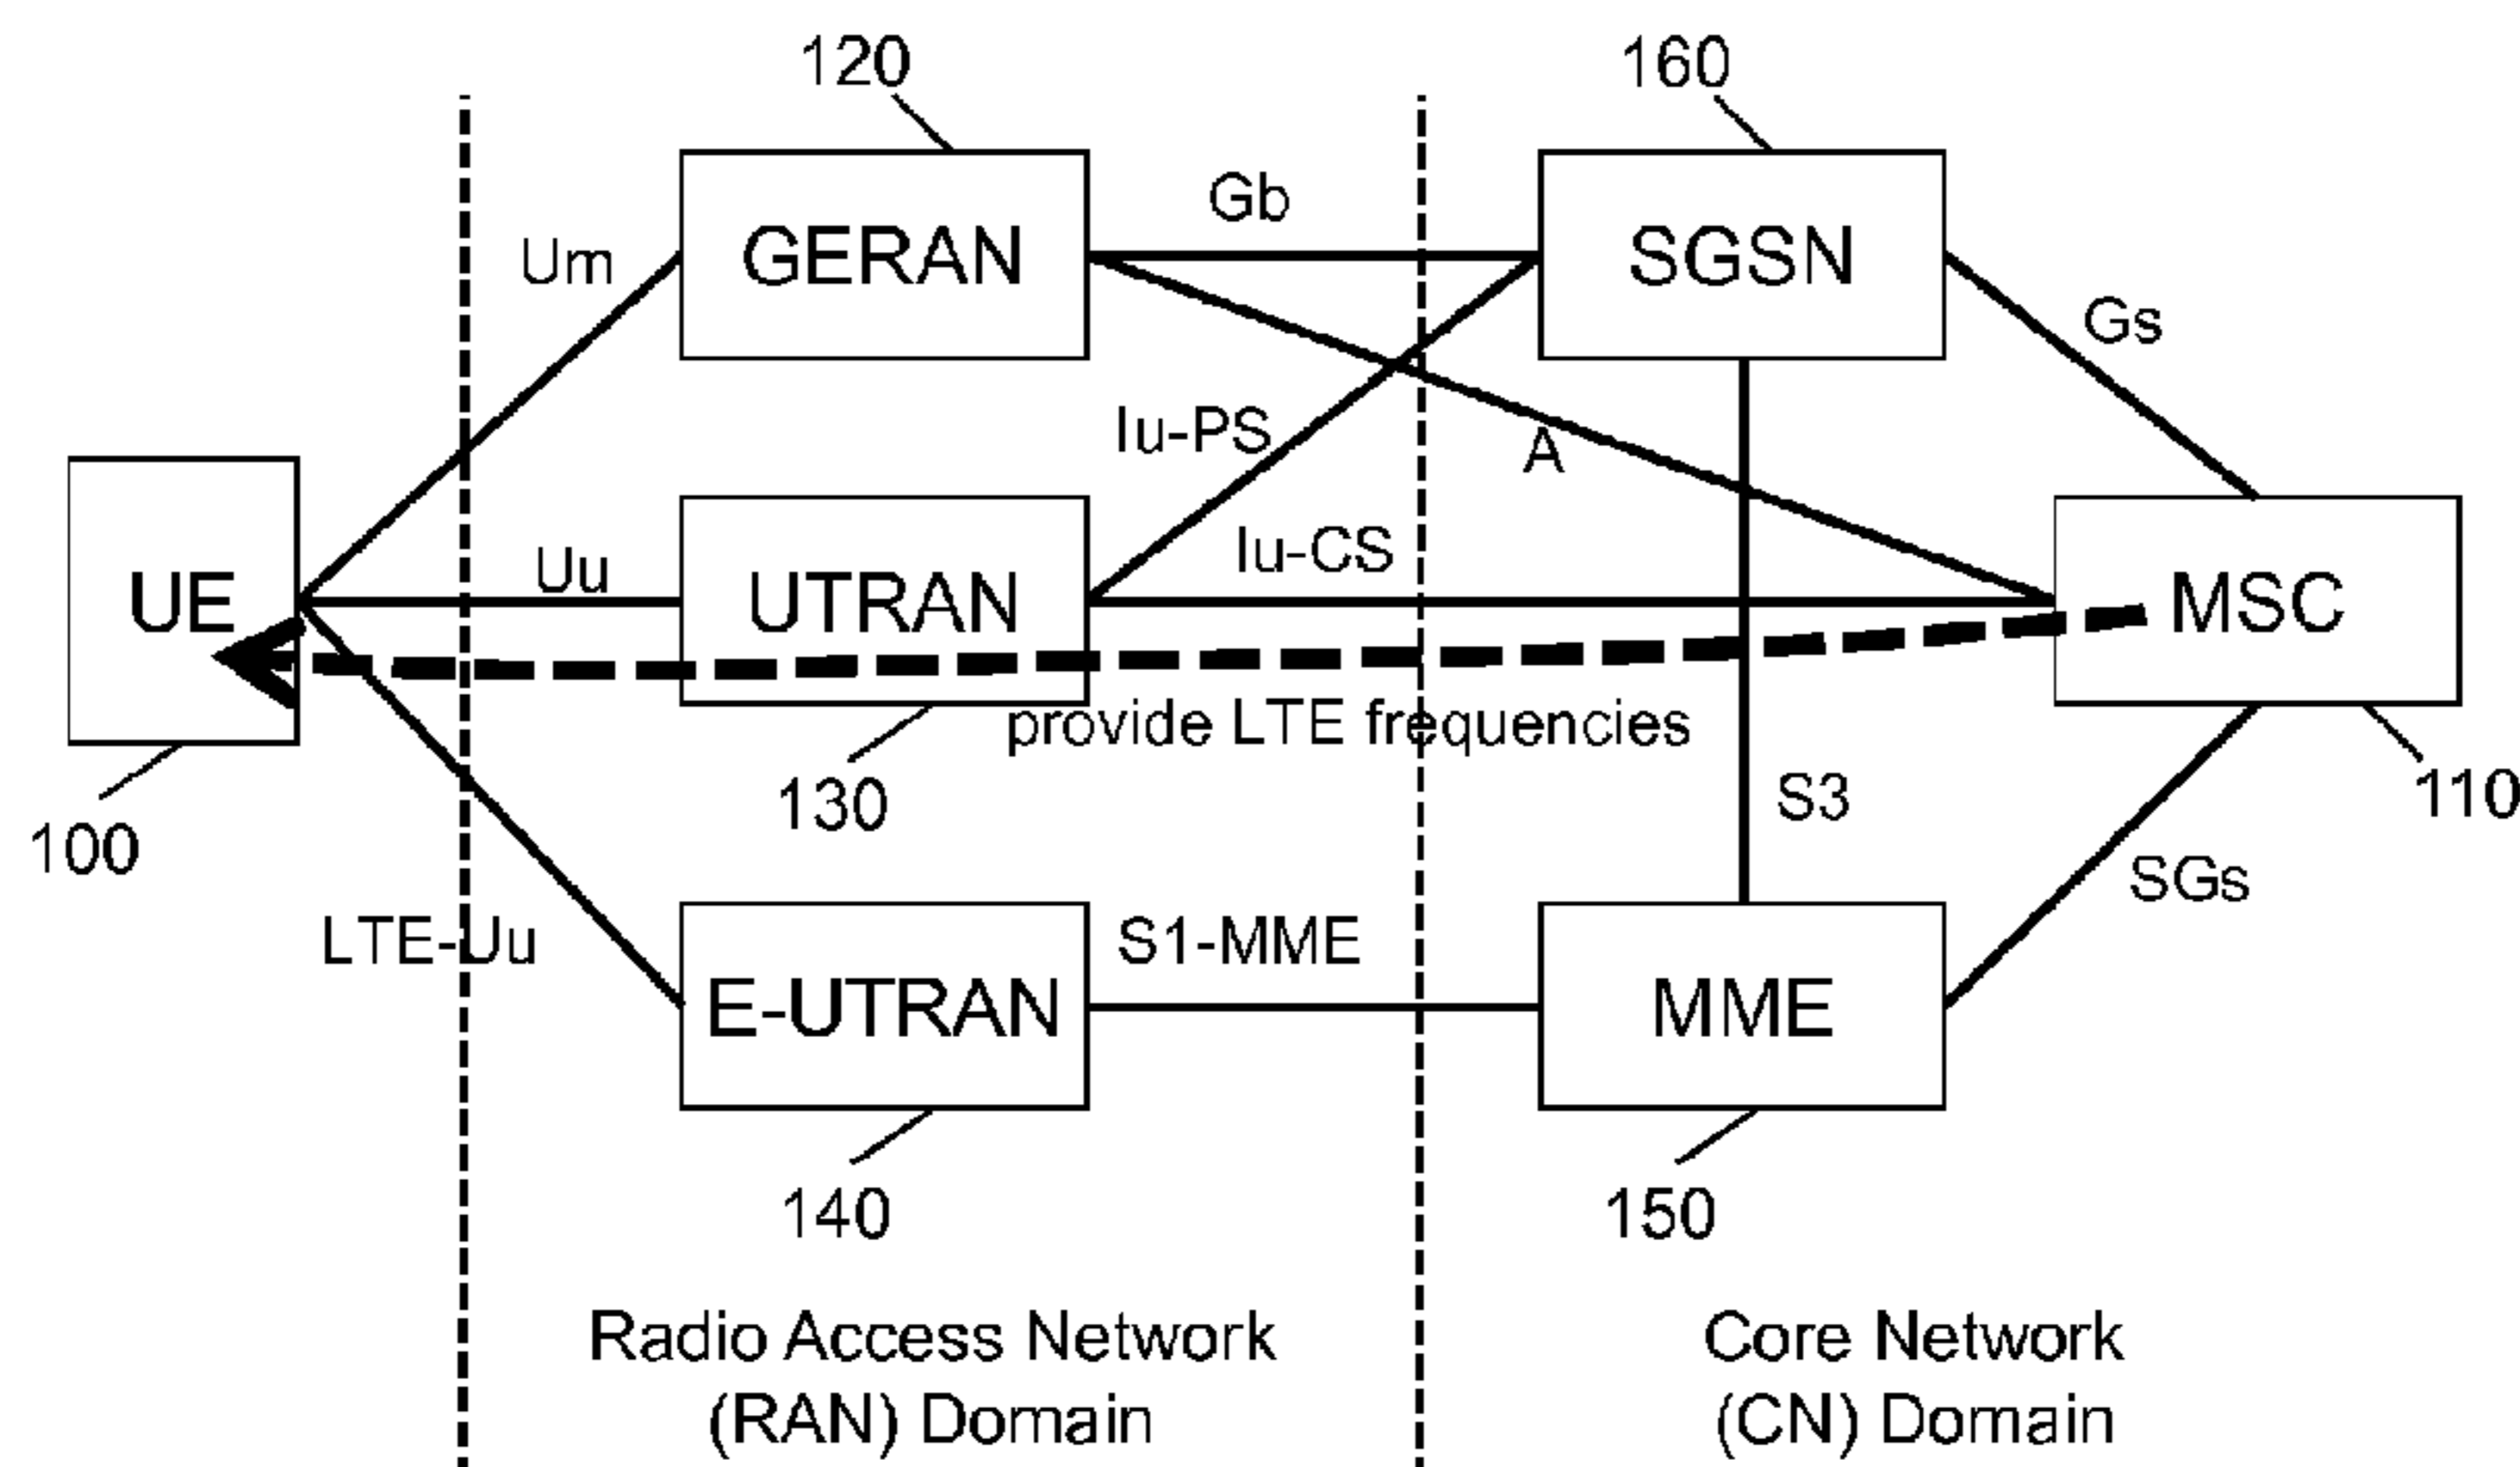 120
160
Gb
GERAN
SGSN
Um
Gs
Iu-PS
A
Iu-CS
Uu
UE
UTRAN
MSC
provide LTE frequencies
130
S3
110
100
SGs
LTE-Uu
S1-MME
E-UTRAN
MME
140
150
Radio Access Network
(RAN) Domain
Core Network
(CN) Domain